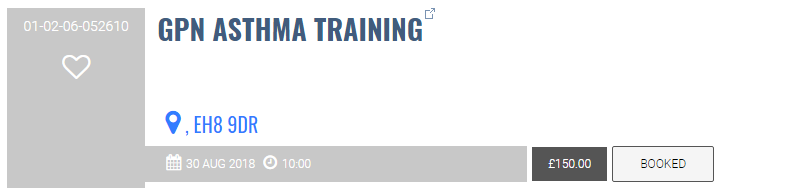 01-02-06-052610
GPN ASTHMA TRAINING
, EH8 9DR
30 AUG 2018 10:00
£150.00
BOOKED